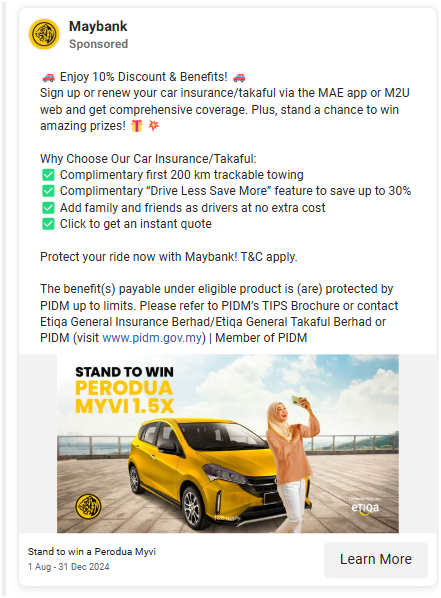 Maybank
Sponsored
🚗 Enjoy 10% Discount & Benefits! 🚗
Sign up or renew your car insurance/takaful via the MAE app or M2U
web and get comprehensive coverage. Plus, stand a chance to win
amazing prizes! 🎁 💥
Why Choose Our Car Insurance/Takaful:
✅ Complimentary first 200 km trackable towing
✅ Complimentary “Drive Less Save More” feature to save up to 30%
✅ Add family and friends as drivers at no extra cost
✅ Click to get an instant quote
Protect your ride now with Maybank! T&C apply.
The benefit(s) payable under eligible product is (are) protected by
PIDM up to limits. Please refer to PIDM’s TIPS Brochure or contact
Etiqa General Insurance Berhad/Etiqa General Takaful Berhad or
PIDM (visit www.pidm.gov.my) | Member of PIDM
STAND TO WIN
PERODUA
MYVI 1.5X
T&C apply.
etiqa
Stand to win a Perodua Myvi
1 Aug - 31 Dec 2024
Learn More